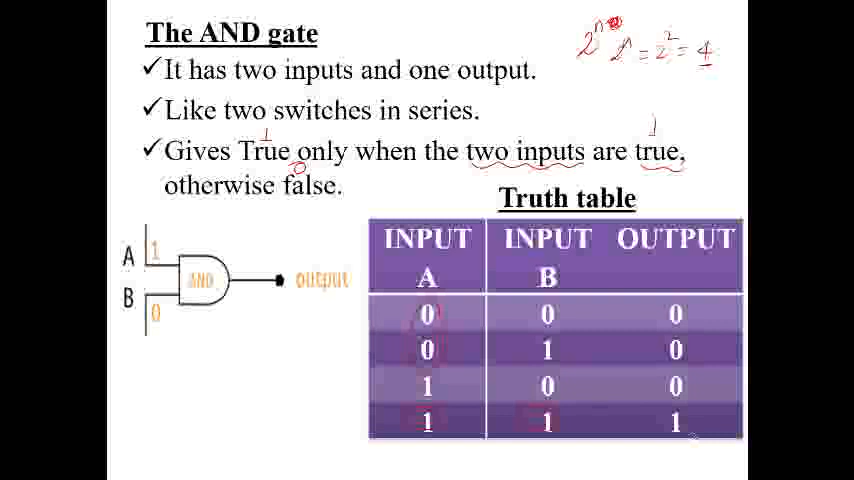 The AND gate
2ⁿ 2ⁿ = 2² = 4
✓It has two inputs and one output.
✓Like two switches in series.
1 1
✓Gives True only when the two inputs are true,
0
otherwise false.
Truth table
A 1
B 0
AND
output
INPUT A INPUT B OUTPUT
0 0 0
0 1 0
1 0 0
1 1 1